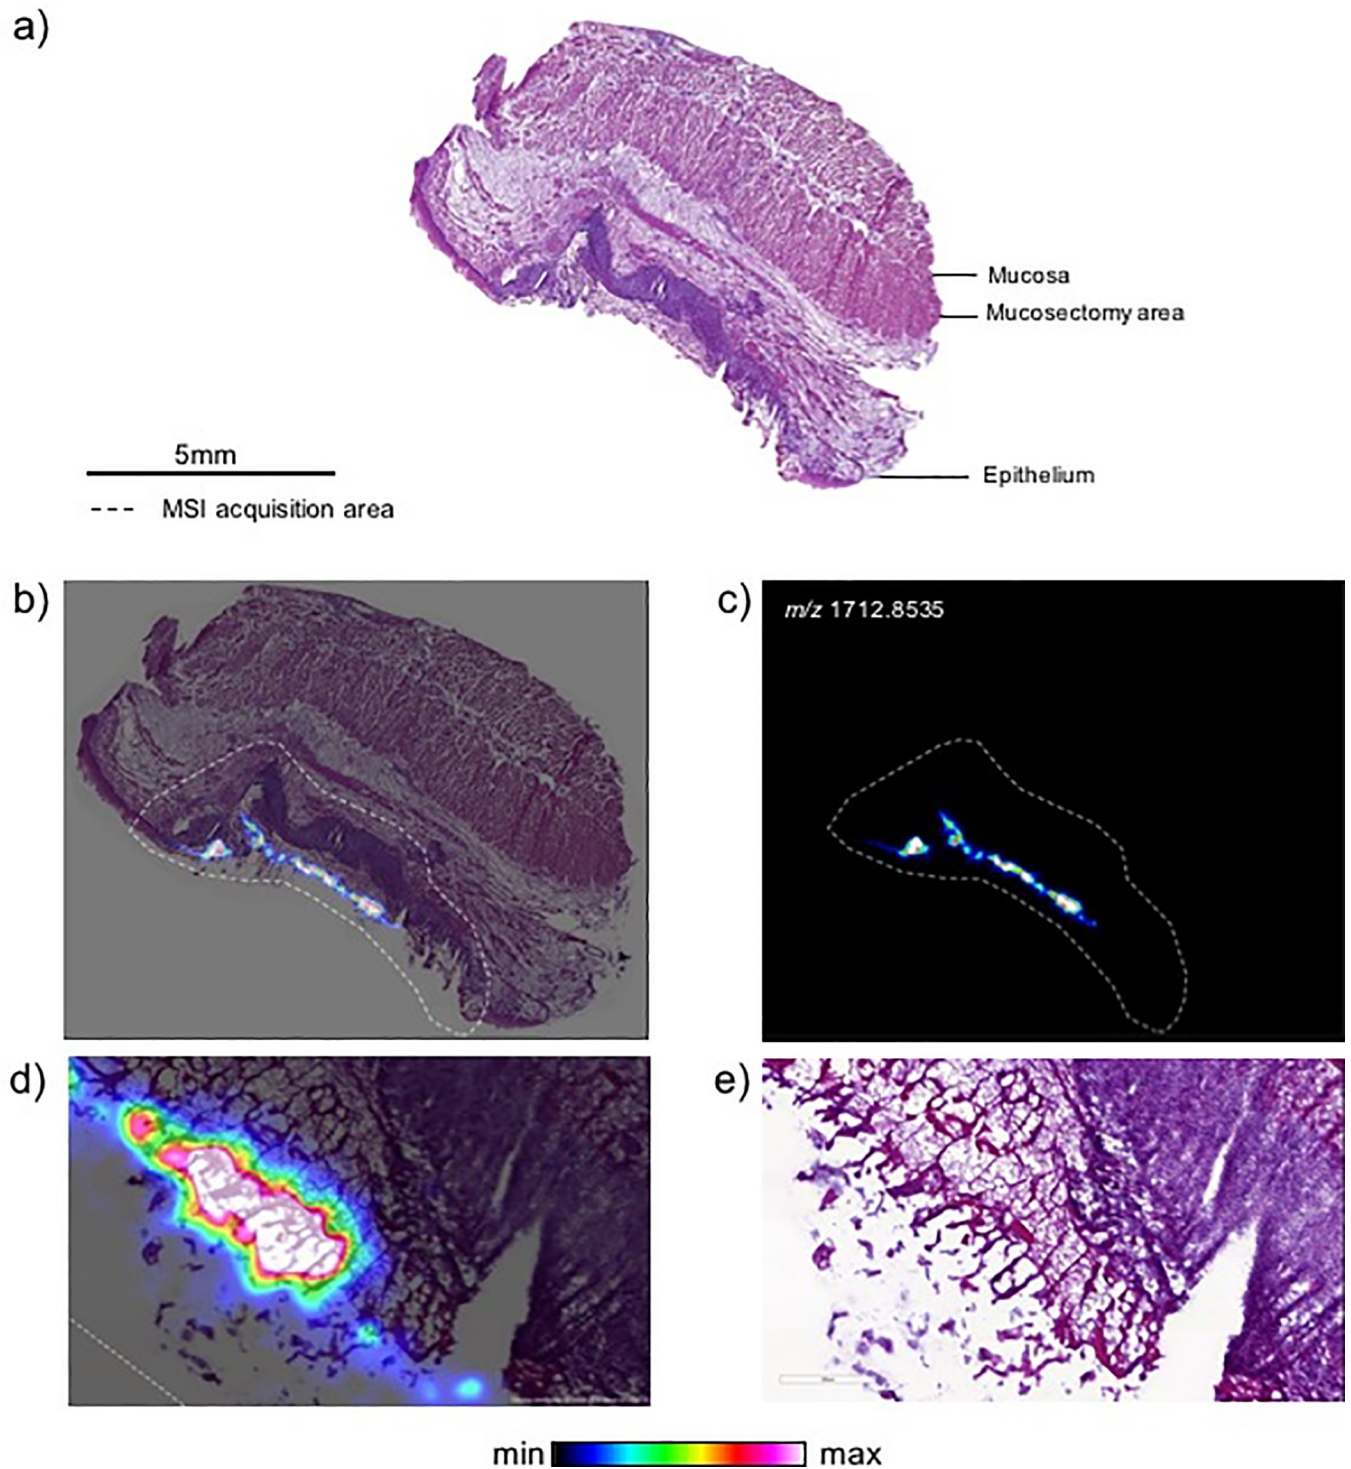 a)
Mucosa
Mucosectomy area
5mm
Epithelium
MSI acquisition area
b)
c)
m/z 1712.8535
d)
e)
min
max